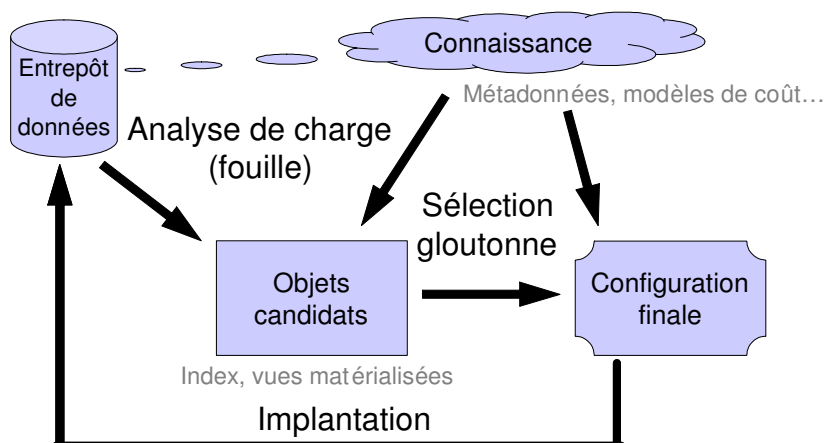 Connaissance
Entrepôt
de
données
Métadonnées, modèles de coût…
Analyse de charge
(fouille)
Sélection
gloutonne
Objets
candidats
Configuration
finale
Index, vues matérialisées
Implantation